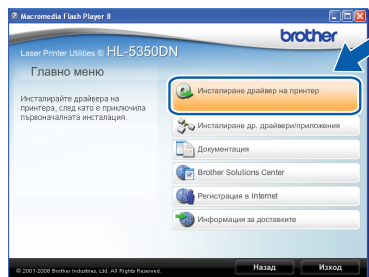 Macromedia Flash Player 8
brother
Laser Printer Utilities ® HL-5350DN
Главно меню
Инсталирайте драйвера на
принтера, след като е приключила
първоначалната инсталация.
Инсталиране драйвер на принтер
Инсталиране др. драйвери/приложения
Документация
Brother Solutions Center
Регистрация в Internet
Информация за доставките
© 2001-2008 Brother Industries, Ltd. All Rights Reserved.
Назад
Изход